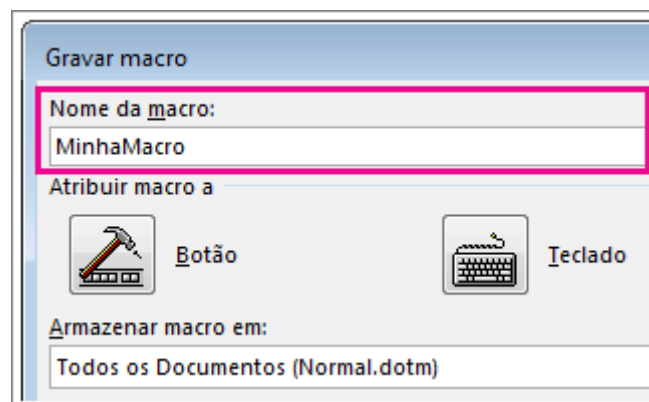 Gravar macro
Nome da macro:
MinhaMacro
Atribuir macro a
Botão
Teclado
Armazenar macro em:
Todos os Documentos (Normal.dotm)